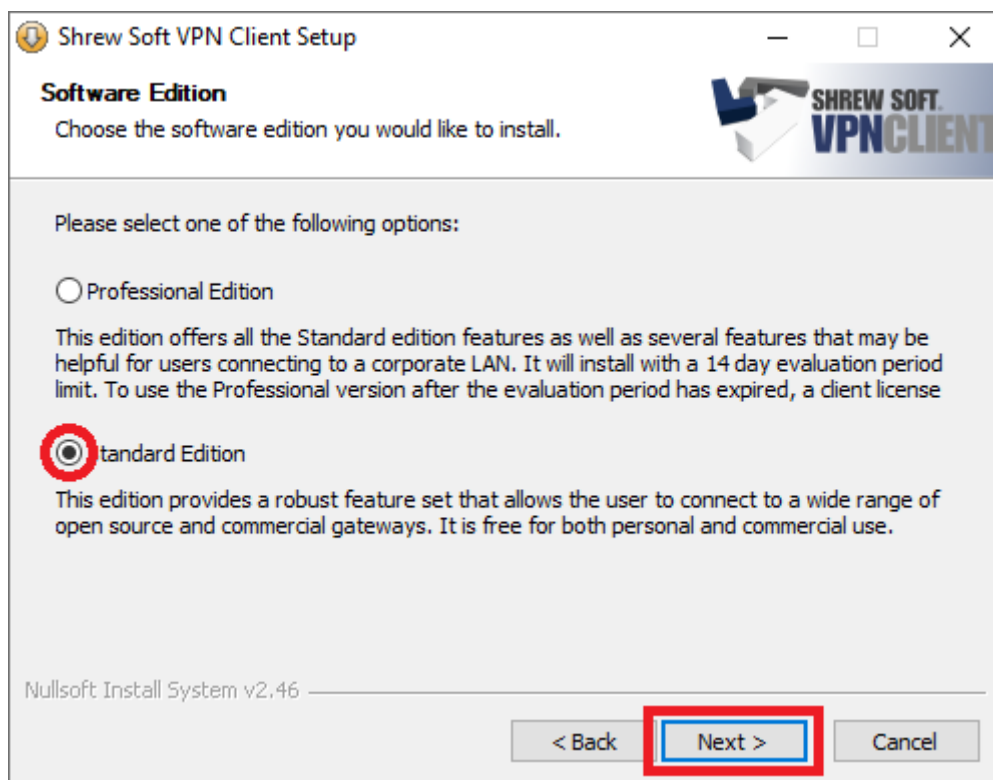 Shrew Soft VPN Client Setup
Software Edition
Choose the software edition you would like to install.
SHREW SOFT.
VPNCLIENT
Please select one of the following options:
Professional Edition
This edition offers all the Standard edition features as well as several features that may be
helpful for users connecting to a corporate LAN. It will install with a 14 day evaluation period
limit. To use the Professional version after the evaluation period has expired, a client license
tandard Edition
This edition provides a robust feature set that allows the user to connect to a wide range of
open source and commercial gateways. It is free for both personal and commercial use.
Nullsoft Install System v2.46
< Back
Next >
Cancel